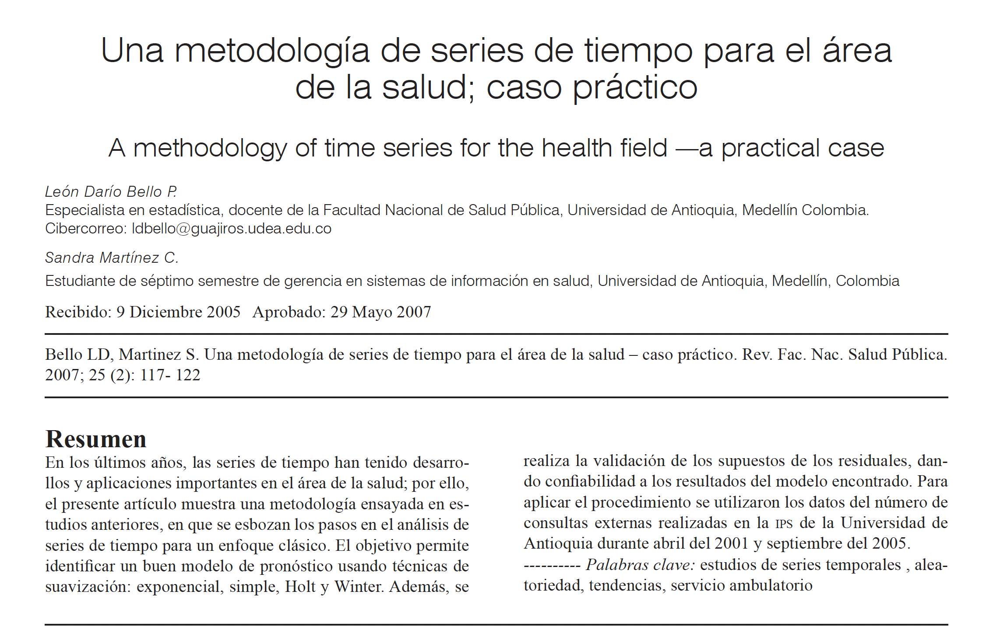 Una metodología de series de tiempo para el área
de la salud; caso práctico
A methodology of time series for the health field —a practical case
León Darío Bello P.
Especialista en estadística, docente de la Facultad Nacional de Salud Pública, Universidad de Antioquia, Medellín Colombia.
Cibercorreo: ldbello@guajiros.udea.edu.co
Sandra Martínez C.
Estudiante de séptimo semestre de gerencia en sistemas de información en salud, Universidad de Antioquia, Medellín, Colombia
Recibido: 9 Diciembre 2005 Aprobado: 29 Mayo 2007
Bello LD, Martinez S. Una metodología de series de tiempo para el área de la salud – caso práctico. Rev. Fac. Nac. Salud Pública.
2007; 25 (2): 117- 122
Resumen
En los últimos años, las series de tiempo han tenido desarro-
llos y aplicaciones importantes en el área de la salud; por ello,
el presente artículo muestra una metodología ensayada en es-
tudios anteriores, en que se esbozan los pasos en el análisis de
series de tiempo para un enfoque clásico. El objetivo permite
identificar un buen modelo de pronóstico usando técnicas de
suavización: exponencial, simple, Holt y Winter. Además, se
realiza la validación de los supuestos de los residuales, dan-
do confiabilidad a los resultados del modelo encontrado. Para
aplicar el procedimiento se utilizaron los datos del número de
consultas externas realizadas en la IPS de la Universidad de
Antioquia durante abril del 2001 y septiembre del 2005.
---------- Palabras clave: estudios de series temporales , alea-
toriedad, tendencias, servicio ambulatorio